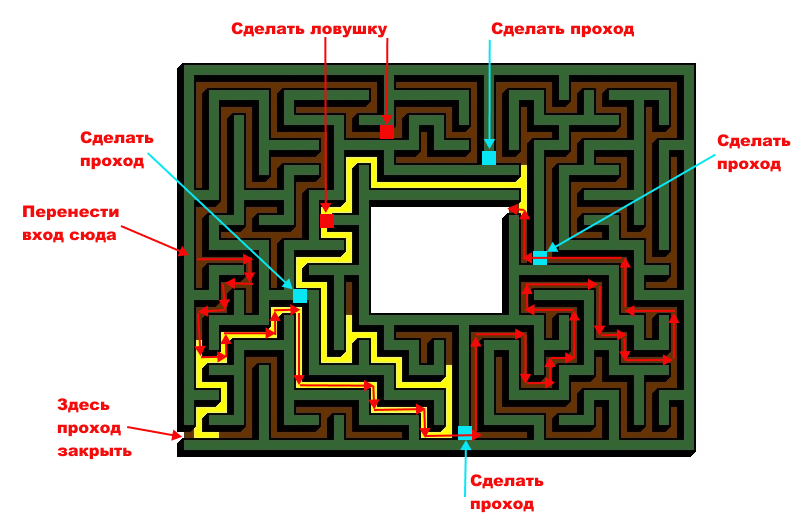 Сделать ловушку
Сделать проход
Сделать
проход
Сделать
проход
Перенести
вход сюда
Здесь
проход
закрыть
Сделать
проход